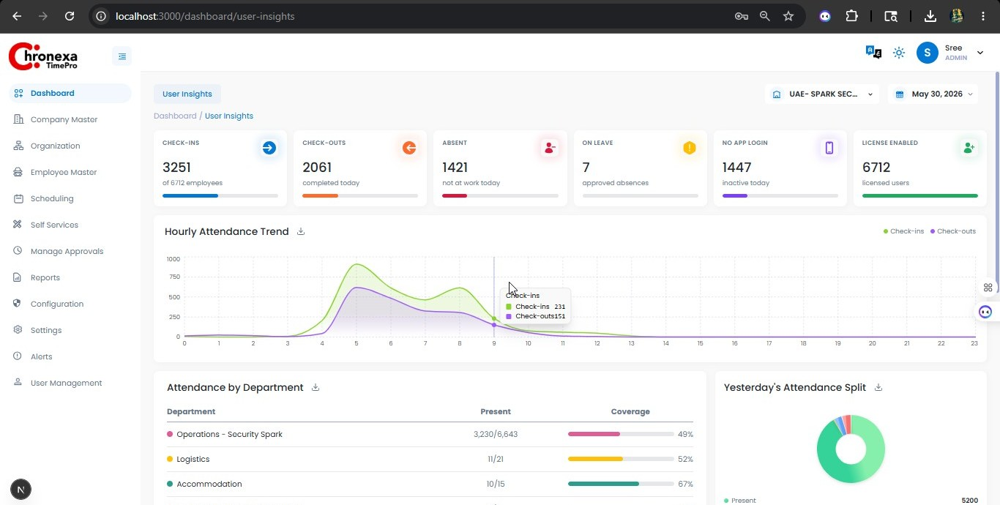 localhost:3000/dashboard/user-insights
Chronexa
TimePro
S
Sree
ADMIN
Dashboard
Company Master
Organization
Employee Master
Scheduling
Self Services
Manage Approvals
Reports
Configuration
Settings
Alerts
User Management
N
User Insights
UAE- SPARK SEC...
May 30, 2026
Dashboard / User Insights
CHECK-INS
3251
of 6712 employees
CHECK-OUTS
2061
completed today
ABSENT
1421
not at work today
ON LEAVE
7
approved absences
NO APP LOGIN
1447
inactive today
LICENSE ENABLED
6712
licensed users
Hourly Attendance Trend
Check-ins Check-outs
1000
750
500
250
0
0 1 2 3 4 5 6 7 8 9 10 11 12 13 14 15 16 17 18 19 20 21 22 23
Check-ins
Check-ins 231
Check-outs151
Attendance by Department
Department Present Coverage
Operations - Security Spark 3,230/6,643 49%
Logistics 11/21 52%
Accommodation 10/15 67%
Yesterday's Attendance Split
Present 5200